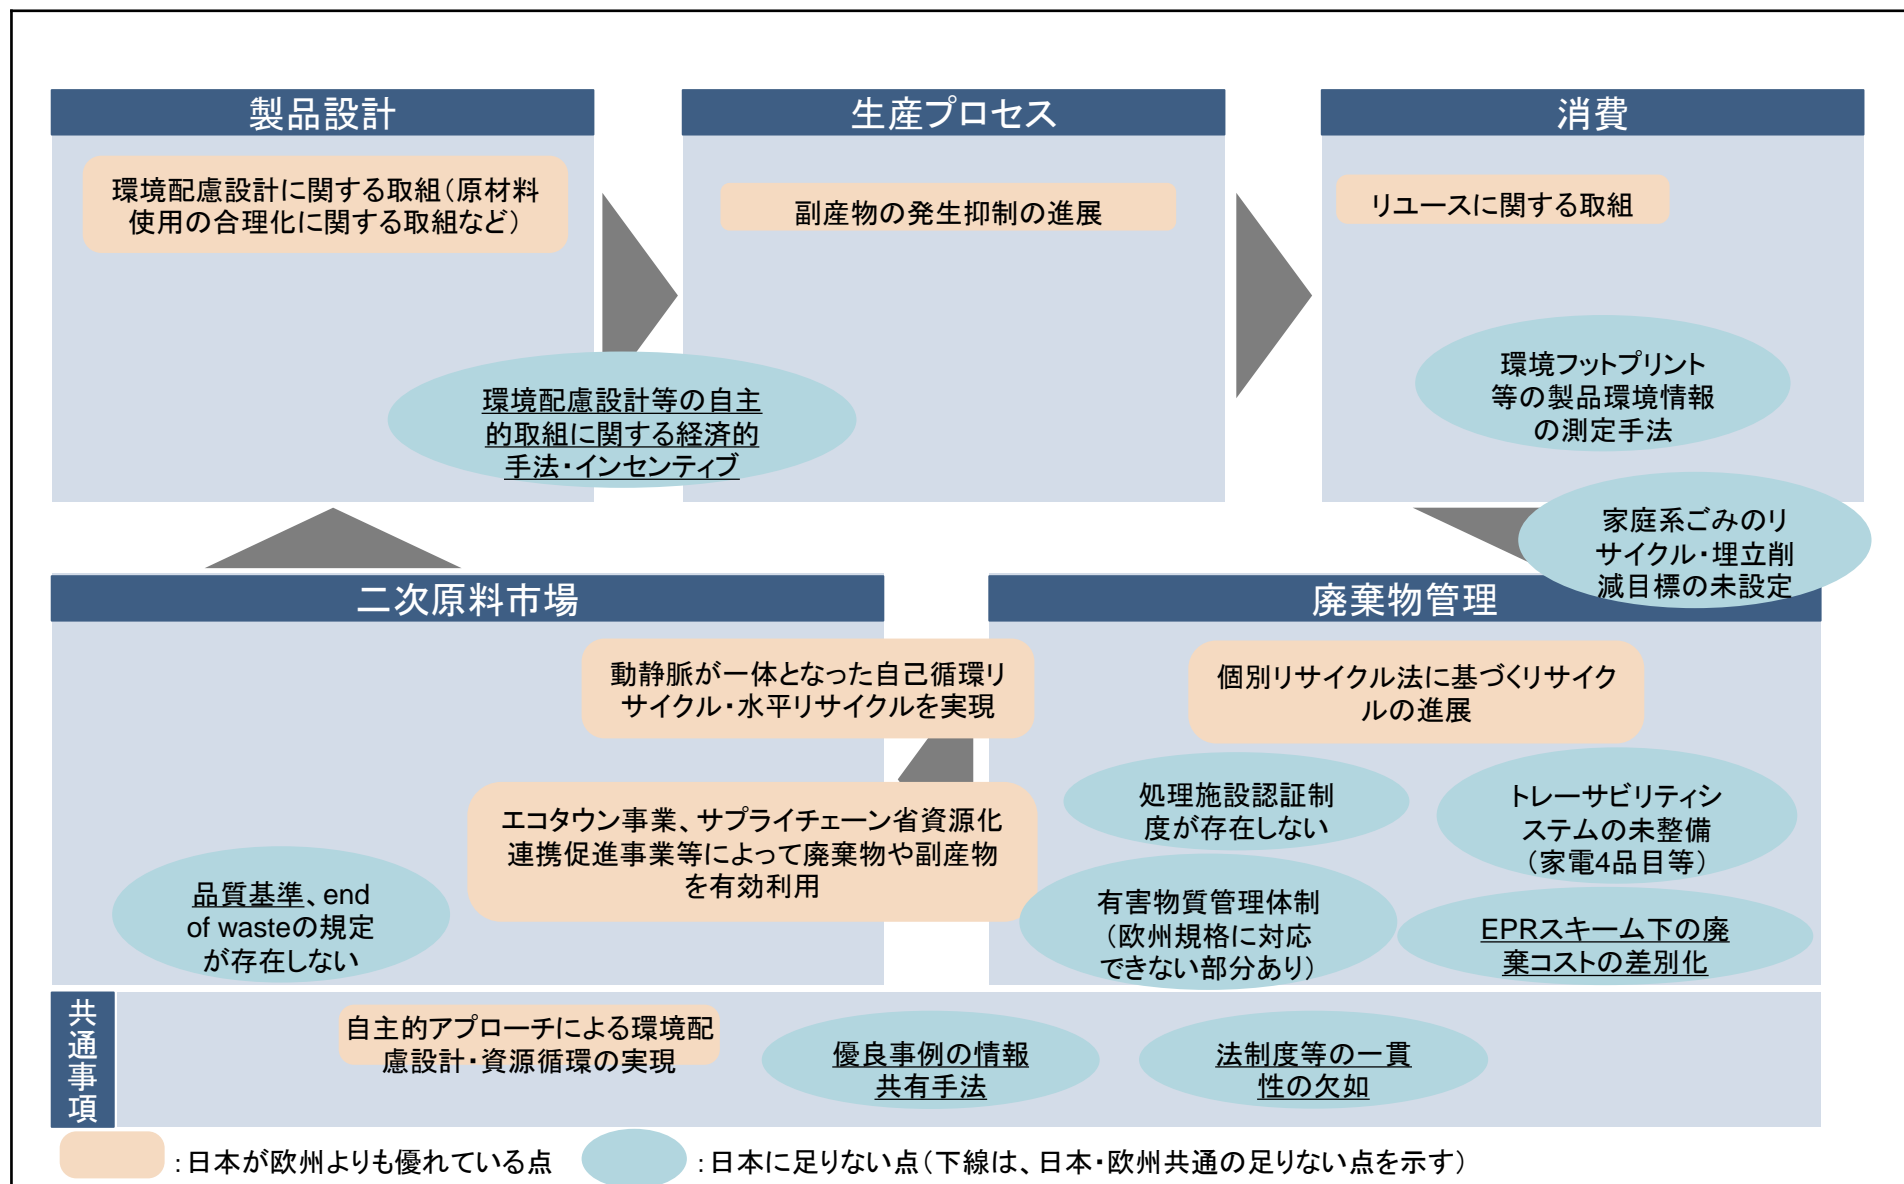 製品設計
環境配慮設計に関する取組（原材料
使用の合理化に関する取組など）
生産プロセス
副産物の発生抑制の進展
消費
リユースに関する取組
環境配慮設計等の自主
的取組に関する経済的
手法・インセンティブ
環境フットプリント
等の製品環境情報
の測定手法
家庭系ごみのリ
サイクル・埋立削
減目標の未設定
二次原料市場
動静脈が一体となった自己循環リ
サイクル・水平リサイクルを実現
エコタウン事業、サプライチェーン省資源化
連携促進事業等によって廃棄物や副産物
を有効利用
品質基準、end
of wasteの規定
が存在しない
廃棄物管理
個別リサイクル法に基づくリサイク
ルの進展
処理施設認証制
度が存在しない
トレーサビリティシ
ステムの未整備
（家電4品目等）
有害物質管理体制
（欧州規格に対応
できない部分あり）
EPRスキーム下の廃
棄コストの差別化
共通事項
自主的アプローチによる環境配
慮設計・資源循環の実現
優良事例の情報
共有手法
法制度等の一貫
性の欠如
：日本が欧州よりも優れている点
：日本に足りない点（下線は、日本・欧州共通の足りない点を示す）